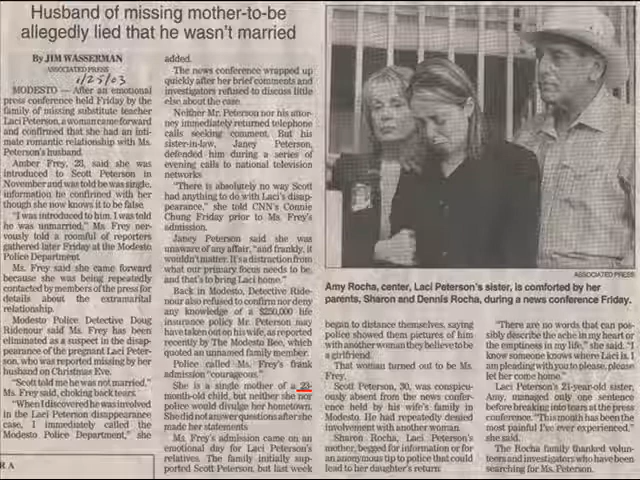 Husband of missing mother-to-be
allegedly lied that he wasn't married
By JIM WASSERMAN
ASSOCIATED PRESS
1/25/03
MODESTO — After an emotional
press conference held Friday by the
family of missing substitute teacher
Laci Peterson, a woman came forward
and confirmed that she had an inti-
mate romantic relationship with Ms.
Peterson's husband.
Amber Frey, 28, said she was
introduced to Scott Peterson in
November and was told he was single,
information he confirmed with her
though she now knows it to be false.
"I was introduced to him. I was told
he was unmarried," Ms. Frey ner-
vously told a roomful of reporters
gathered later Friday at the Modesto
Police Department.
Ms. Frey said she came forward
because she was being repeatedly
contacted by members of the press for
details about the extramarital
relationship.
Modesto Police Detective Doug
Ridenour said Ms. Frey has been
eliminated as a suspect in the disap-
pearance of the pregnant Laci Peter-
son, who was reported missing by her
husband on Christmas Eve.
"Scott told me he was not married,"
Ms. Frey said, choking back tears.
"When I discovered he was involved
in the Laci Peterson disappearance
case, I immediately called the
Modesto Police Department," she
added.
The news conference wrapped up
quickly after her brief comments and
investigators refused to discuss little
else about the case.
Neither Mr. Peterson nor his attor-
ney immediately returned telephone
calls seeking comment. But his
sister-in-law, Janey Peterson,
defended him during a series of
evening calls to national television
networks
"There is absolutely no way Scott
had anything to do with Laci's disap-
pearance," she told CNN's Connie
Chung Friday prior to Ms. Frey's
admission.
Janey Peterson said she was
unaware of any affair, "and frankly, it
wouldn't matter. It's a distraction from
what our primary focus needs to be
and that's to bring Laci home."
Back in Modesto, Detective Ride-
nour also refused to confirm nor deny
any knowledge of a $250,000 life
insurance policy Mr. Peterson may
have taken out on his wife, as reported
recently by The Modesto Bee, which
quoted an unnamed family member.
Police called Ms. Frey's frank
admission "courageous."
She is a single mother of a 23-
month-old child, but neither she nor
police would divulge her hometown.
She did not answer questions after she
made her statements
Ms. Frey's admission came on an
emotional day for Laci Peterson's
relatives. The family initially sup-
ported Scott Peterson, but last week
ASSOCIATED PRESS
Amy Rocha, center, Laci Peterson's sister, is comforted by her
parents, Sharon and Dennis Rocha, during a news conference Friday.
began to distance themselves, saying
police showed them pictures of him
with another woman they believe to be
a girlfriend.
That woman turned out to be Ms.
Frey.
Scott Peterson, 30, was conspicu-
ously absent from the news confer-
ence held by his wife's family in
Modesto. He had repeatedly denied
involvement with another woman.
Sharon Rocha, Laci Peterson's
mother, begged for information or for
an anonymous tip to police that could
lead to her daughter's return.
"There are no words that can pos-
sibly describe the ache in my heart or
the emptiness in my life," she said. "I
know someone knows where Laci is. I
am pleading with you to please, please
let her come home."
Laci Peterson's 21-year-old sister,
Amy, managed only one sentence
before breaking into tears at the press
conference. "This month has been the
most painful I've ever experienced,"
she said.
The Rocha family thanked volun-
teers and investigators who have been
searching for Ms. Peterson.
R A